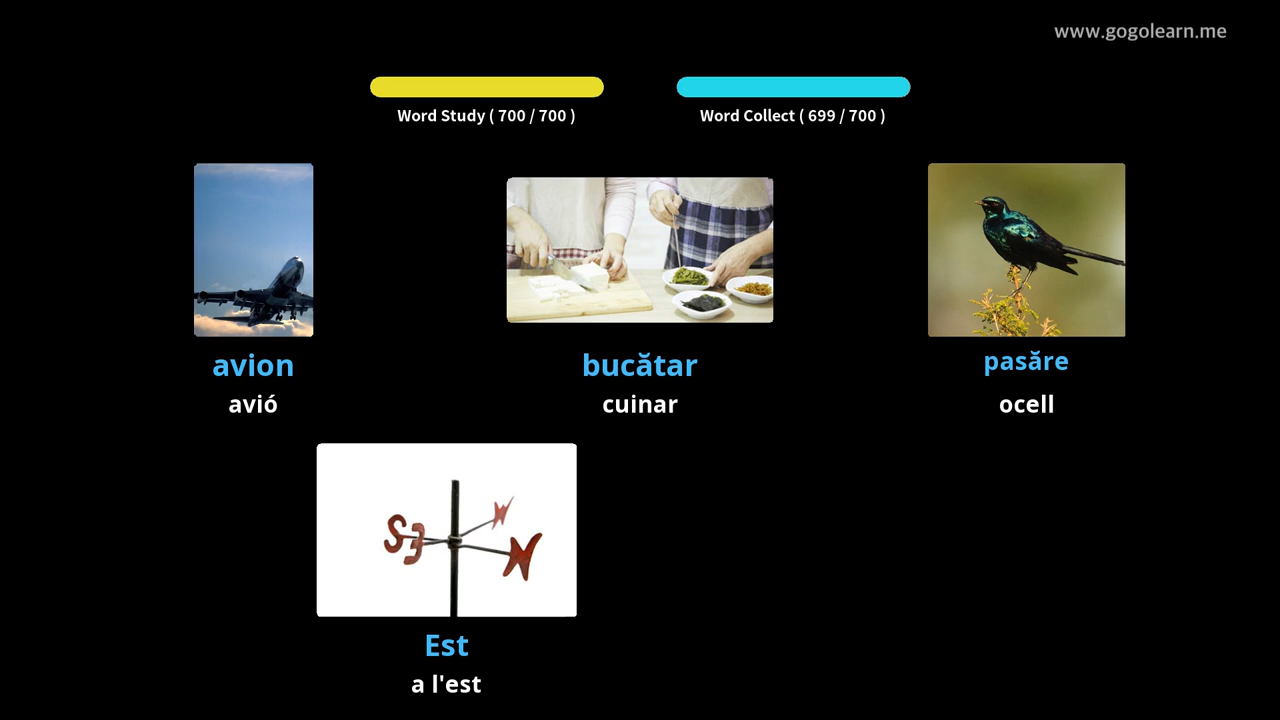 www.gogolearn.me
Word Study ( 700 / 700 )
Word Collect ( 699 / 700 )
avion
avió
bucătar
cuinar
pasăre
ocell
S E N
Est
a l'est